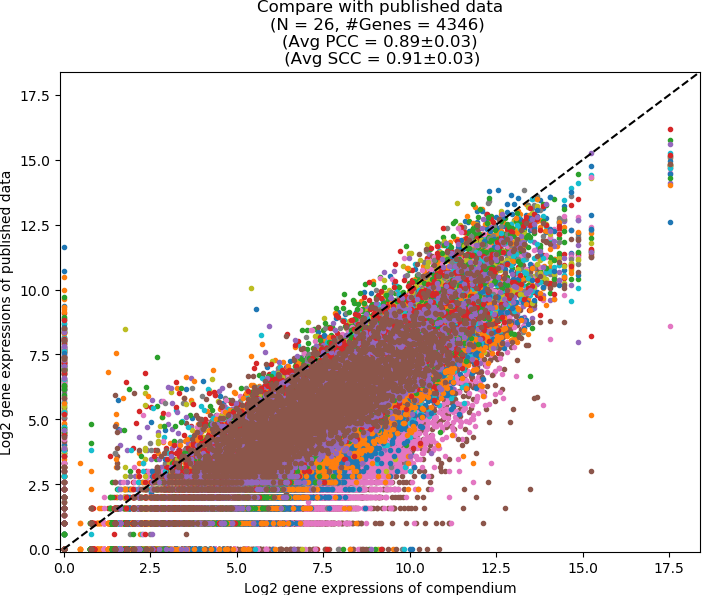 Compare with published data
(N = 26, #Genes = 4346)
(Avg PCC = 0.89±0.03)
(Avg SCC = 0.91±0.03)
17.5
15.0
12.5
10.0
7.5
5.0
2.5
0.0
Log2 gene expressions of published data
0.0 2.5 5.0 7.5 10.0 12.5 15.0 17.5
Log2 gene expressions of compendium